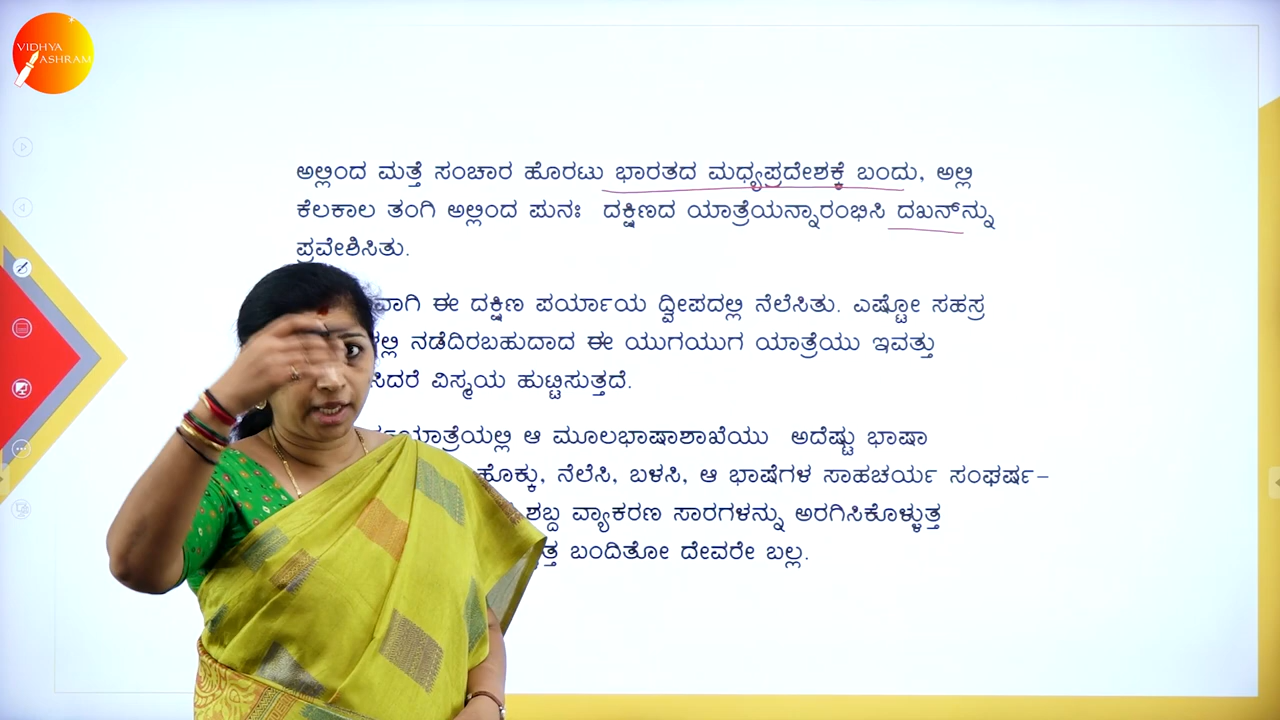 VIDHYA
ASHRAM
ಅಲ್ಲಿಂದ ಮತ್ತೆ ಸಂಚಾರ ಹೊರಟು ಭಾರತದ ಮಧ್ಯಪ್ರದೇಶಕ್ಕೆ ಬಂದು, ಅಲ್ಲಿ
ಕೆಲಕಾಲ ತಂಗಿ ಅಲ್ಲಿಂದ ಪುನಃ ದಕ್ಷಿಣದ ಯಾತ್ರೆಯನ್ನಾರಂಭಿಸಿ ದಖನ್‌ನ್ನು
ಪ್ರವೇಶಿಸಿತು.
ಈ ದಕ್ಷಿಣ ಪರ್ಯಾಯ ದ್ವೀಪದಲ್ಲಿ ನೆಲೆಸಿತು. ಎಷ್ಟೋ ಸಹಸ್ರ
ನಡೆದಿರಬಹುದಾದ ಈ ಯುಗಯುಗ ಯಾತ್ರೆಯು ಇವತ್ತು
ವಿಸ್ಮಯ ಹುಟ್ಟಿಸುತ್ತದೆ.
ಆ ಮೂಲಭಾಷಾಶಾಖೆಯು ಅದೆಷ್ಟು ಭಾಷಾ
ಹೊಕ್ಕು, ನೆಲೆಸಿ, ಬಳಸಿ, ಆ ಭಾಷೆಗಳ ಸಾಹಚರ್ಯ ಸಂಘರ್ಷ–
ಶಬ್ದ ವ್ಯಾಕರಣ ಸಾರಗಳನ್ನು ಅರಗಿಸಿಕೊಳ್ಳುತ್ತ
ಬಂದಿತೋ ದೇವರೇ ಬಲ್ಲ.